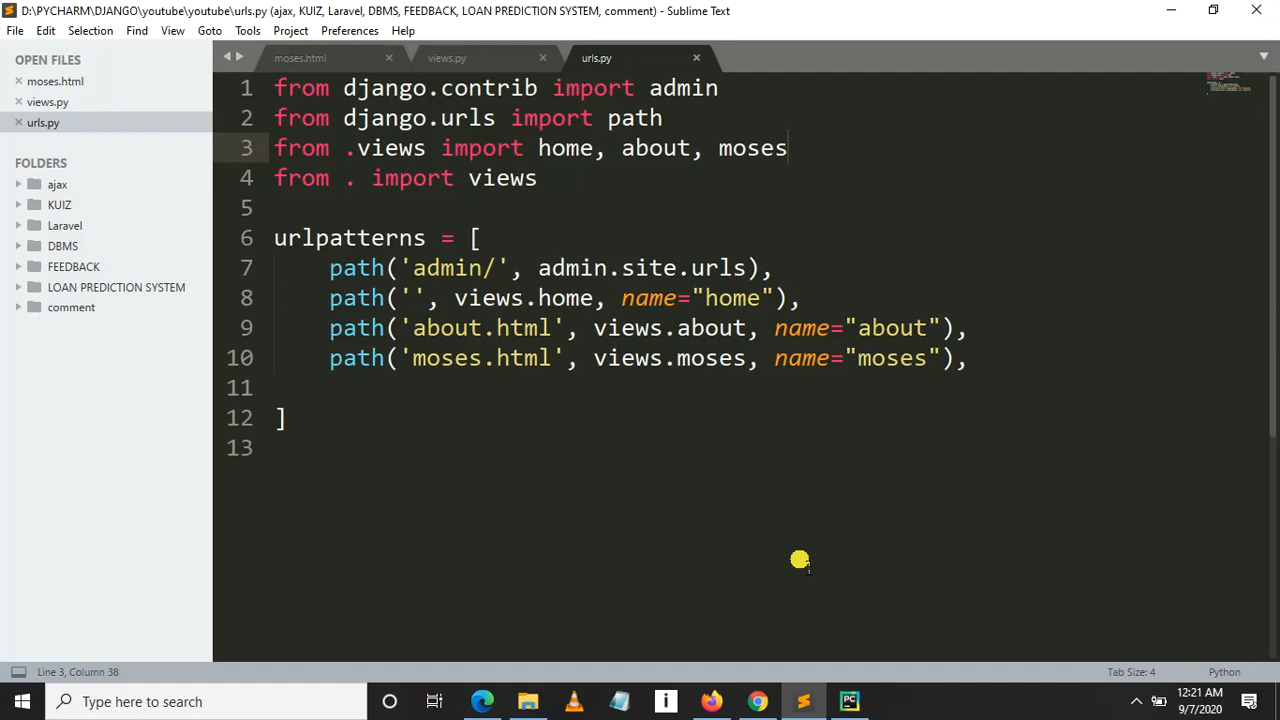 D:\PYCHARM\DJANGO\youtube\youtube\urls.py (ajax, KUIZ, Laravel, DBMS, FEEDBACK, LOAN PREDICTION SYSTEM, comment) - Sublime Text
File Edit Selection Find View Goto Tools Project Preferences Help
OPEN FILES
moses.html
views.py
urls.py
FOLDERS
ajax
KUIZ
Laravel
DBMS
FEEDBACK
LOAN PREDICTION SYSTEM
comment
moses.html views.py urls.py
1 from django.contrib import admin
2 from django.urls import path
3 from .views import home, about, moses
4 from . import views
5
6 urlpatterns = [
7     path('admin/', admin.site.urls),
8     path('', views.home, name="home"),
9     path('about.html', views.about, name="about"),
10     path('moses.html', views.moses, name="moses"),
11
12 ]
13
Line 3, Column 38 Tab Size: 4 Python
Type here to search
12:21 AM
9/7/2020